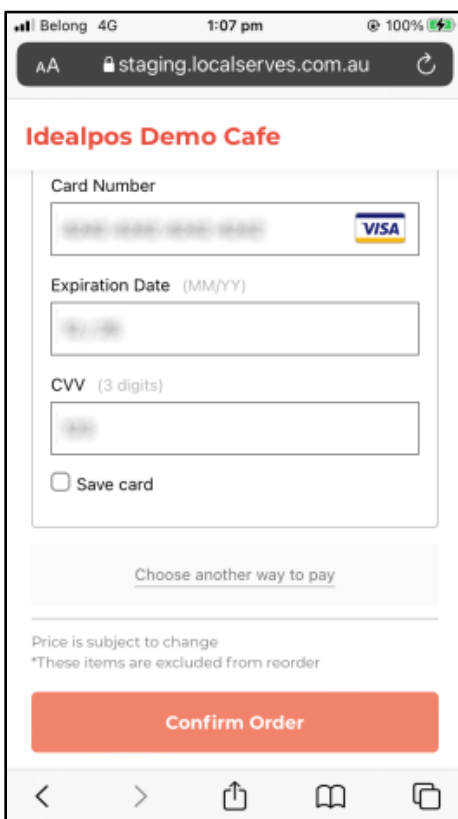 Belong 4G 1:07 pm 100%
AA staging.localserves.com.au
Idealpos Demo Cafe
Card Number
VISA
Expiration Date (MM/YY)
CVV (3 digits)
Save card
Choose another way to pay
Price is subject to change
*These items are excluded from reorder
Confirm Order